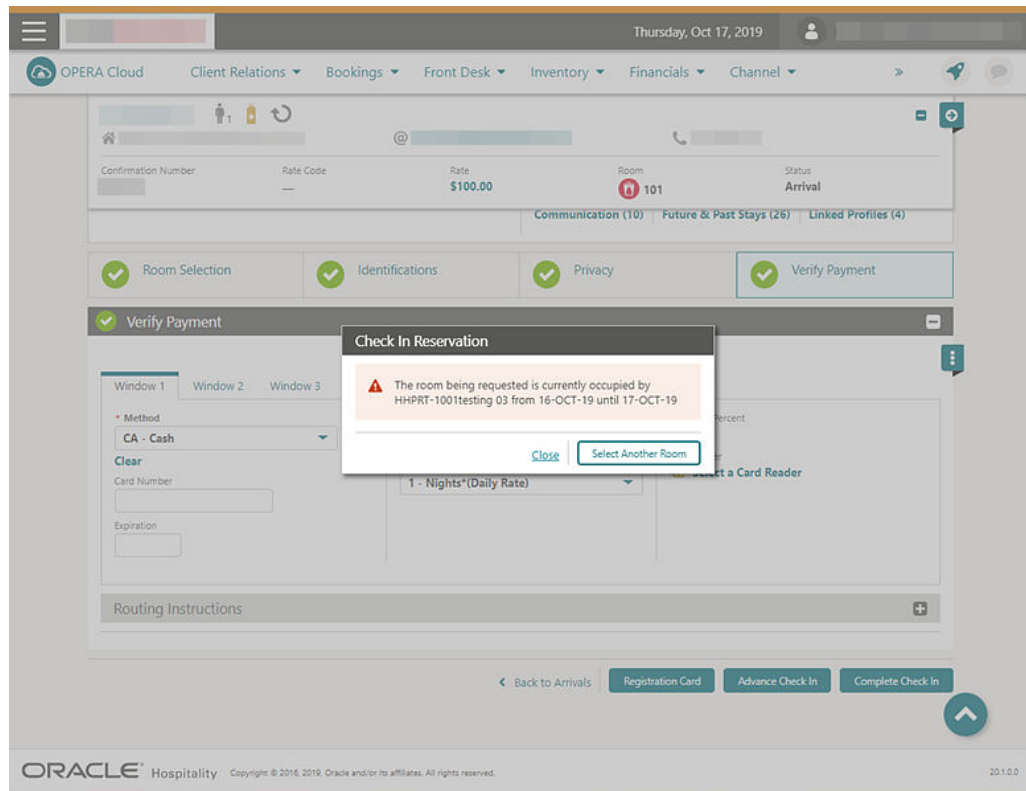 Thursday, Oct 17, 2019
OPERA Cloud Client Relations Bookings Front Desk Inventory Financials Channel »
1
@
Confirmation Number Rate Code Rate Room Status
— $100.00 101 Arrival
Communication (10) Future & Past Stays (26) Linked Profiles (4)
Room Selection Identifications Privacy Verify Payment
Verify Payment
Check In Reservation
The room being requested is currently occupied by
HHPRT-1001testing 03 from 16-OCT-19 until 17-OCT-19
Close Select Another Room
Window 1 Window 2 Window 3
* Method Percent
CA - Cash
Clear
Card Number 1 - Nights*(Daily Rate) a Card Reader
Expiration
Routing Instructions
Back to Arrivals Registration Card Advance Check In Complete Check In
ORACLE Hospitality Copyright © 2016, 2019, Oracle and/or its affiliates. All rights reserved. 20.1.0.0